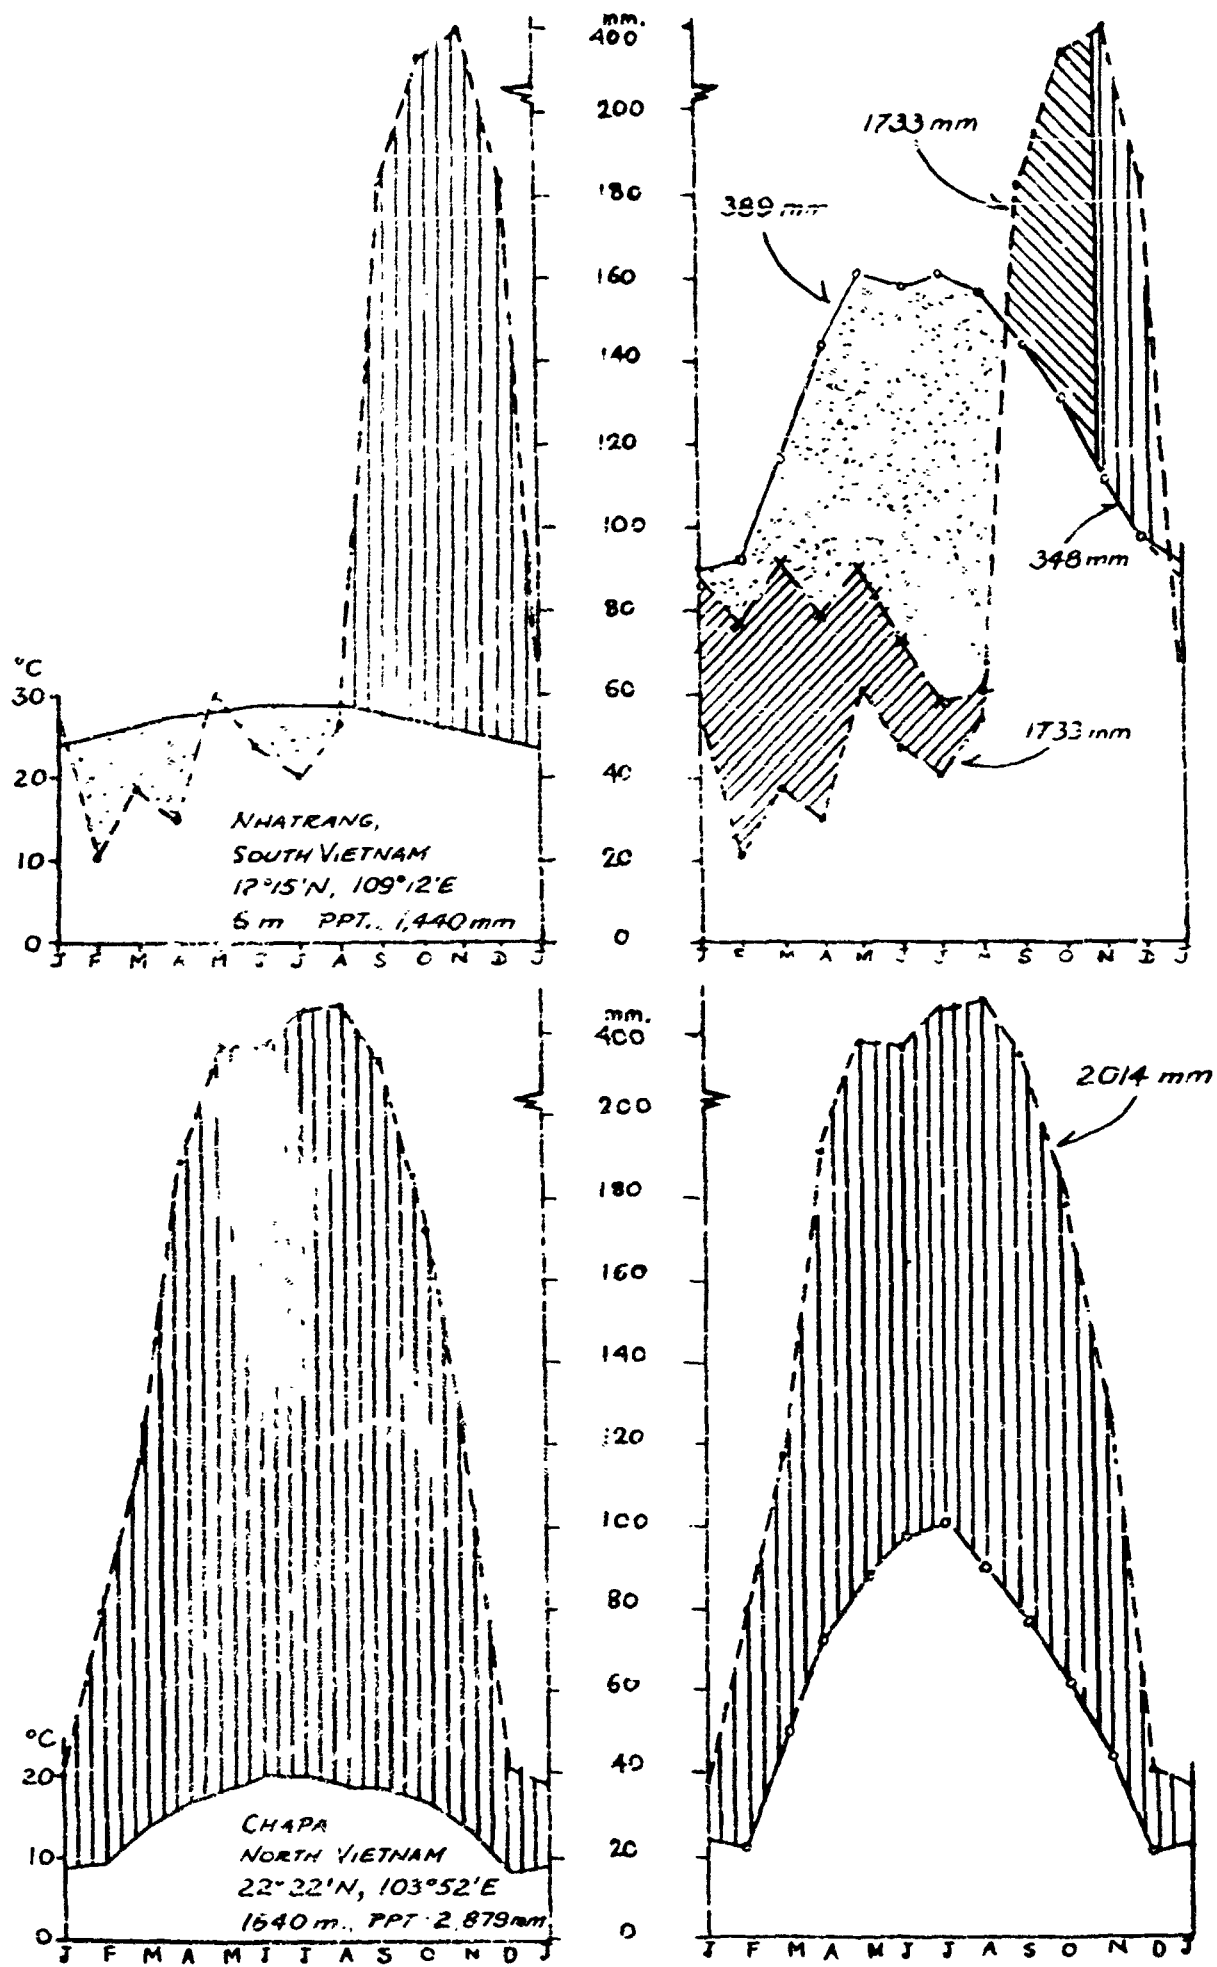 mm.
400
200
180
160
140
120
100
80
60
40
20
0
°C
30
20
10
0
NHATRANG,
SOUTH VIETNAM
12°15'N, 109°12'E
6 m PPT. 1,440 mm
J F M A M J J A S O N D J
1733 mm
389 mm
348 mm
1733 mm
J F M A M J J A S O N D J
mm.
400
200
180
160
140
120
100
80
60
40
20
0
°C
20
10
0
CHAPA
NORTH VIETNAM
22°22'N, 103°52'E
1640 m. PPT. 2,879 mm
J F M A M J J A S O N D J
2014 mm
J F M A M J J A S O N D J